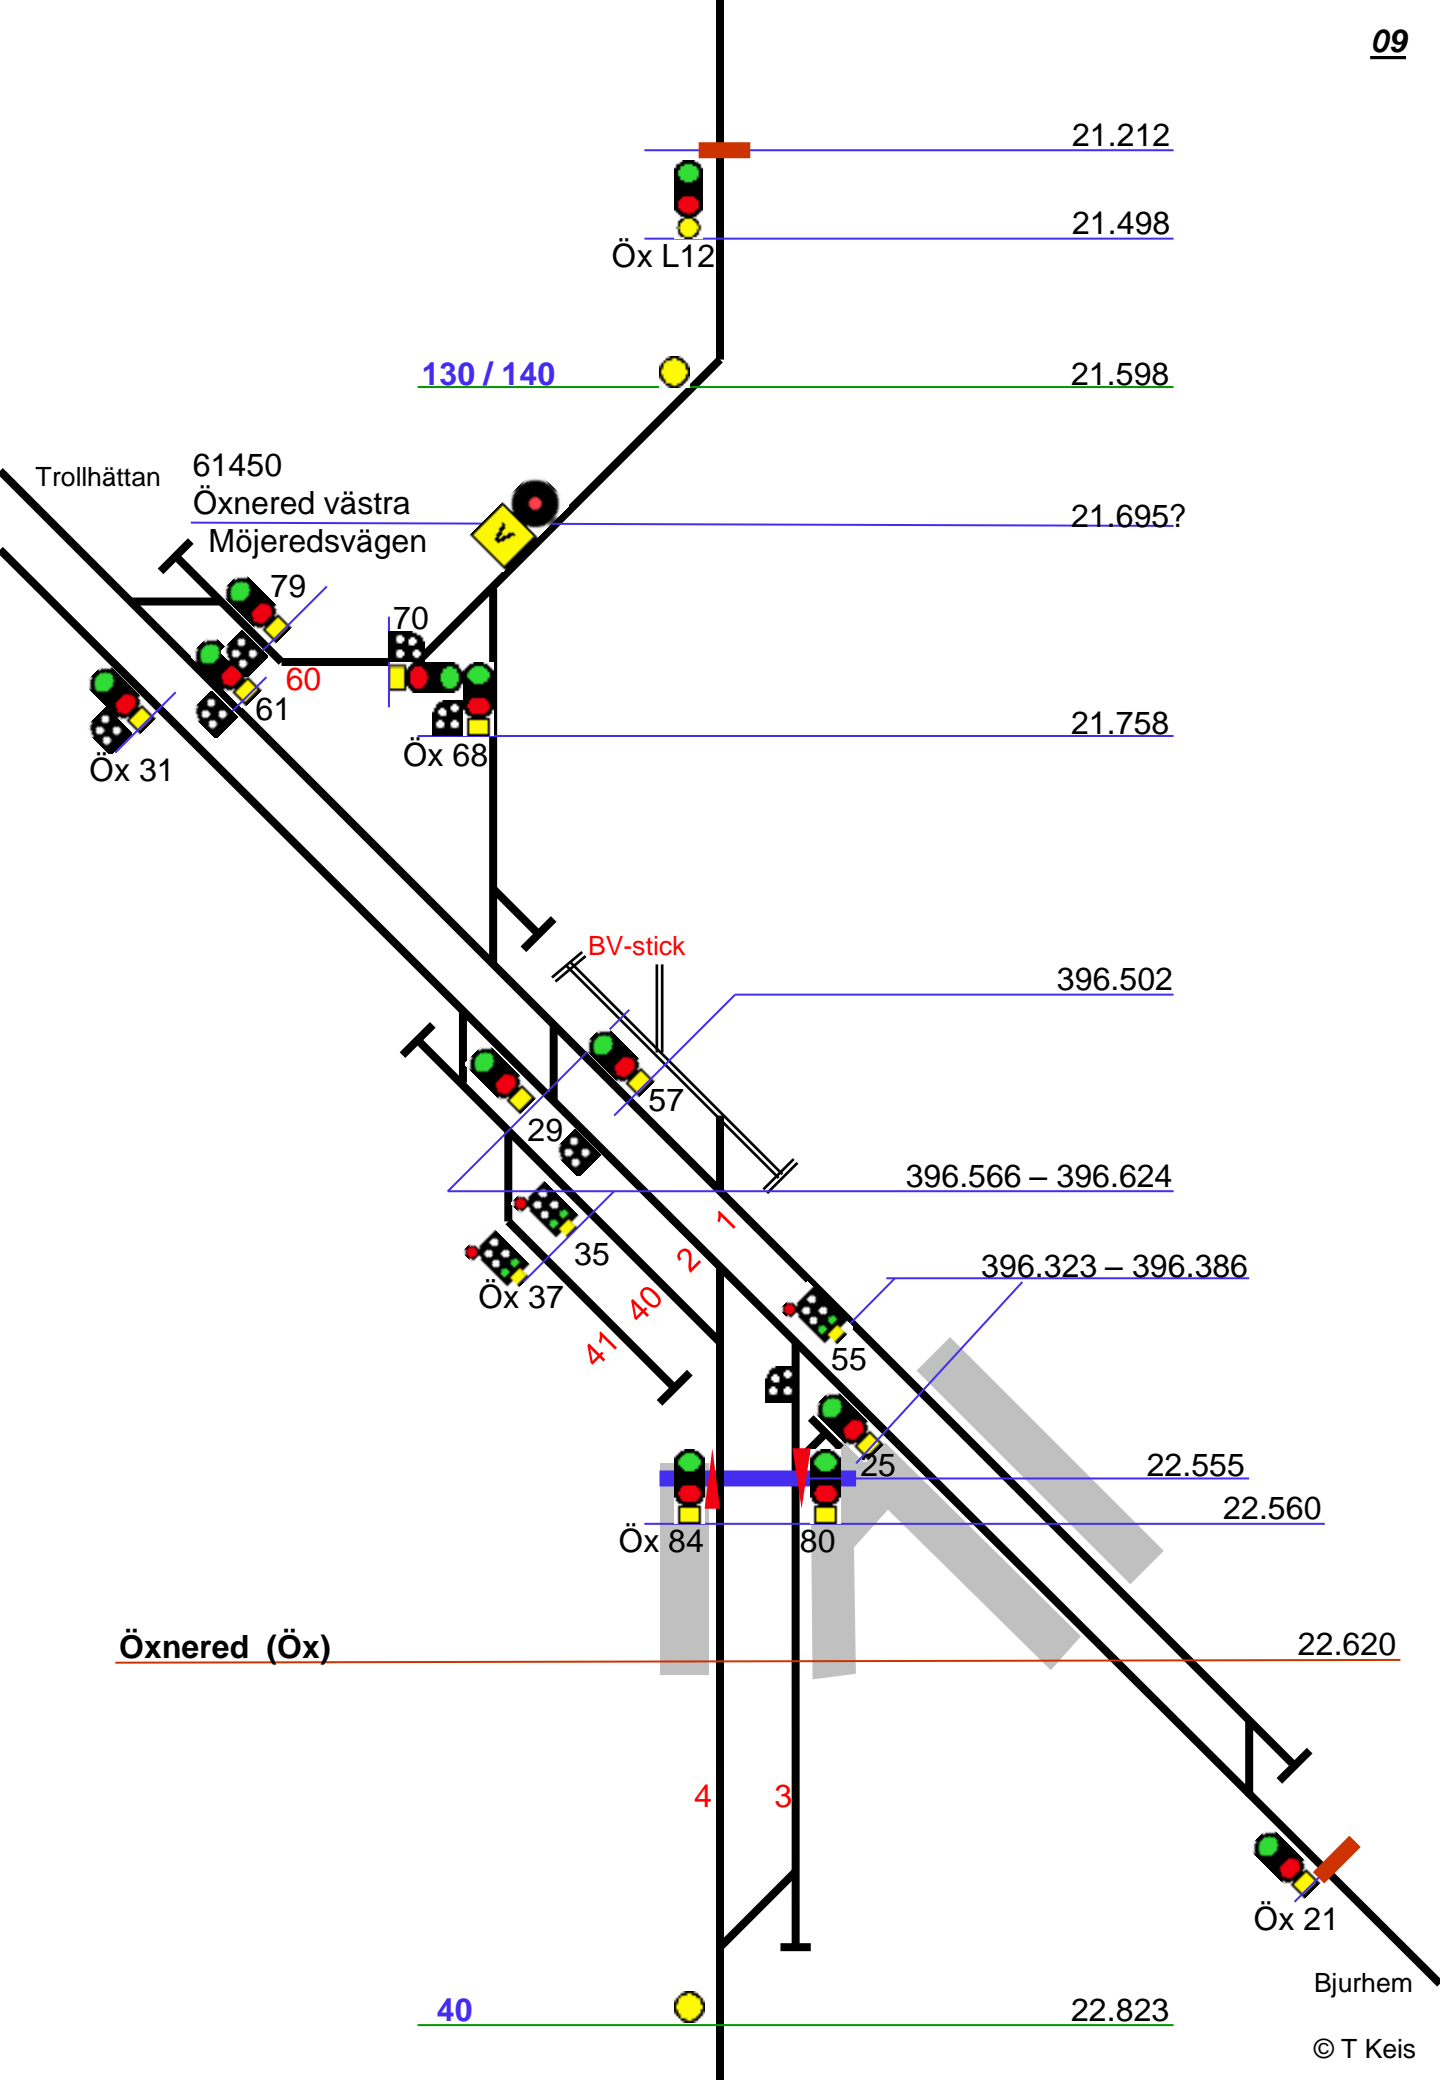 09
21.212
21.498
Öx L12
130 / 140
21.598
Trollhättan
61450
Öxnered västra
21.695?
Möjeredsvägen
79
70
60
61
21.758
Öx 68
Öx 31
BV-stick
396.502
57
29
396.566 – 396.624
1
35
2
396.323 – 396.386
Öx 37
40
41
55
25
22.555
22.560
Öx 84
80
Öxnered (Öx)
22.620
4
3
Öx 21
Bjurhem
40
22.823
© T Keis